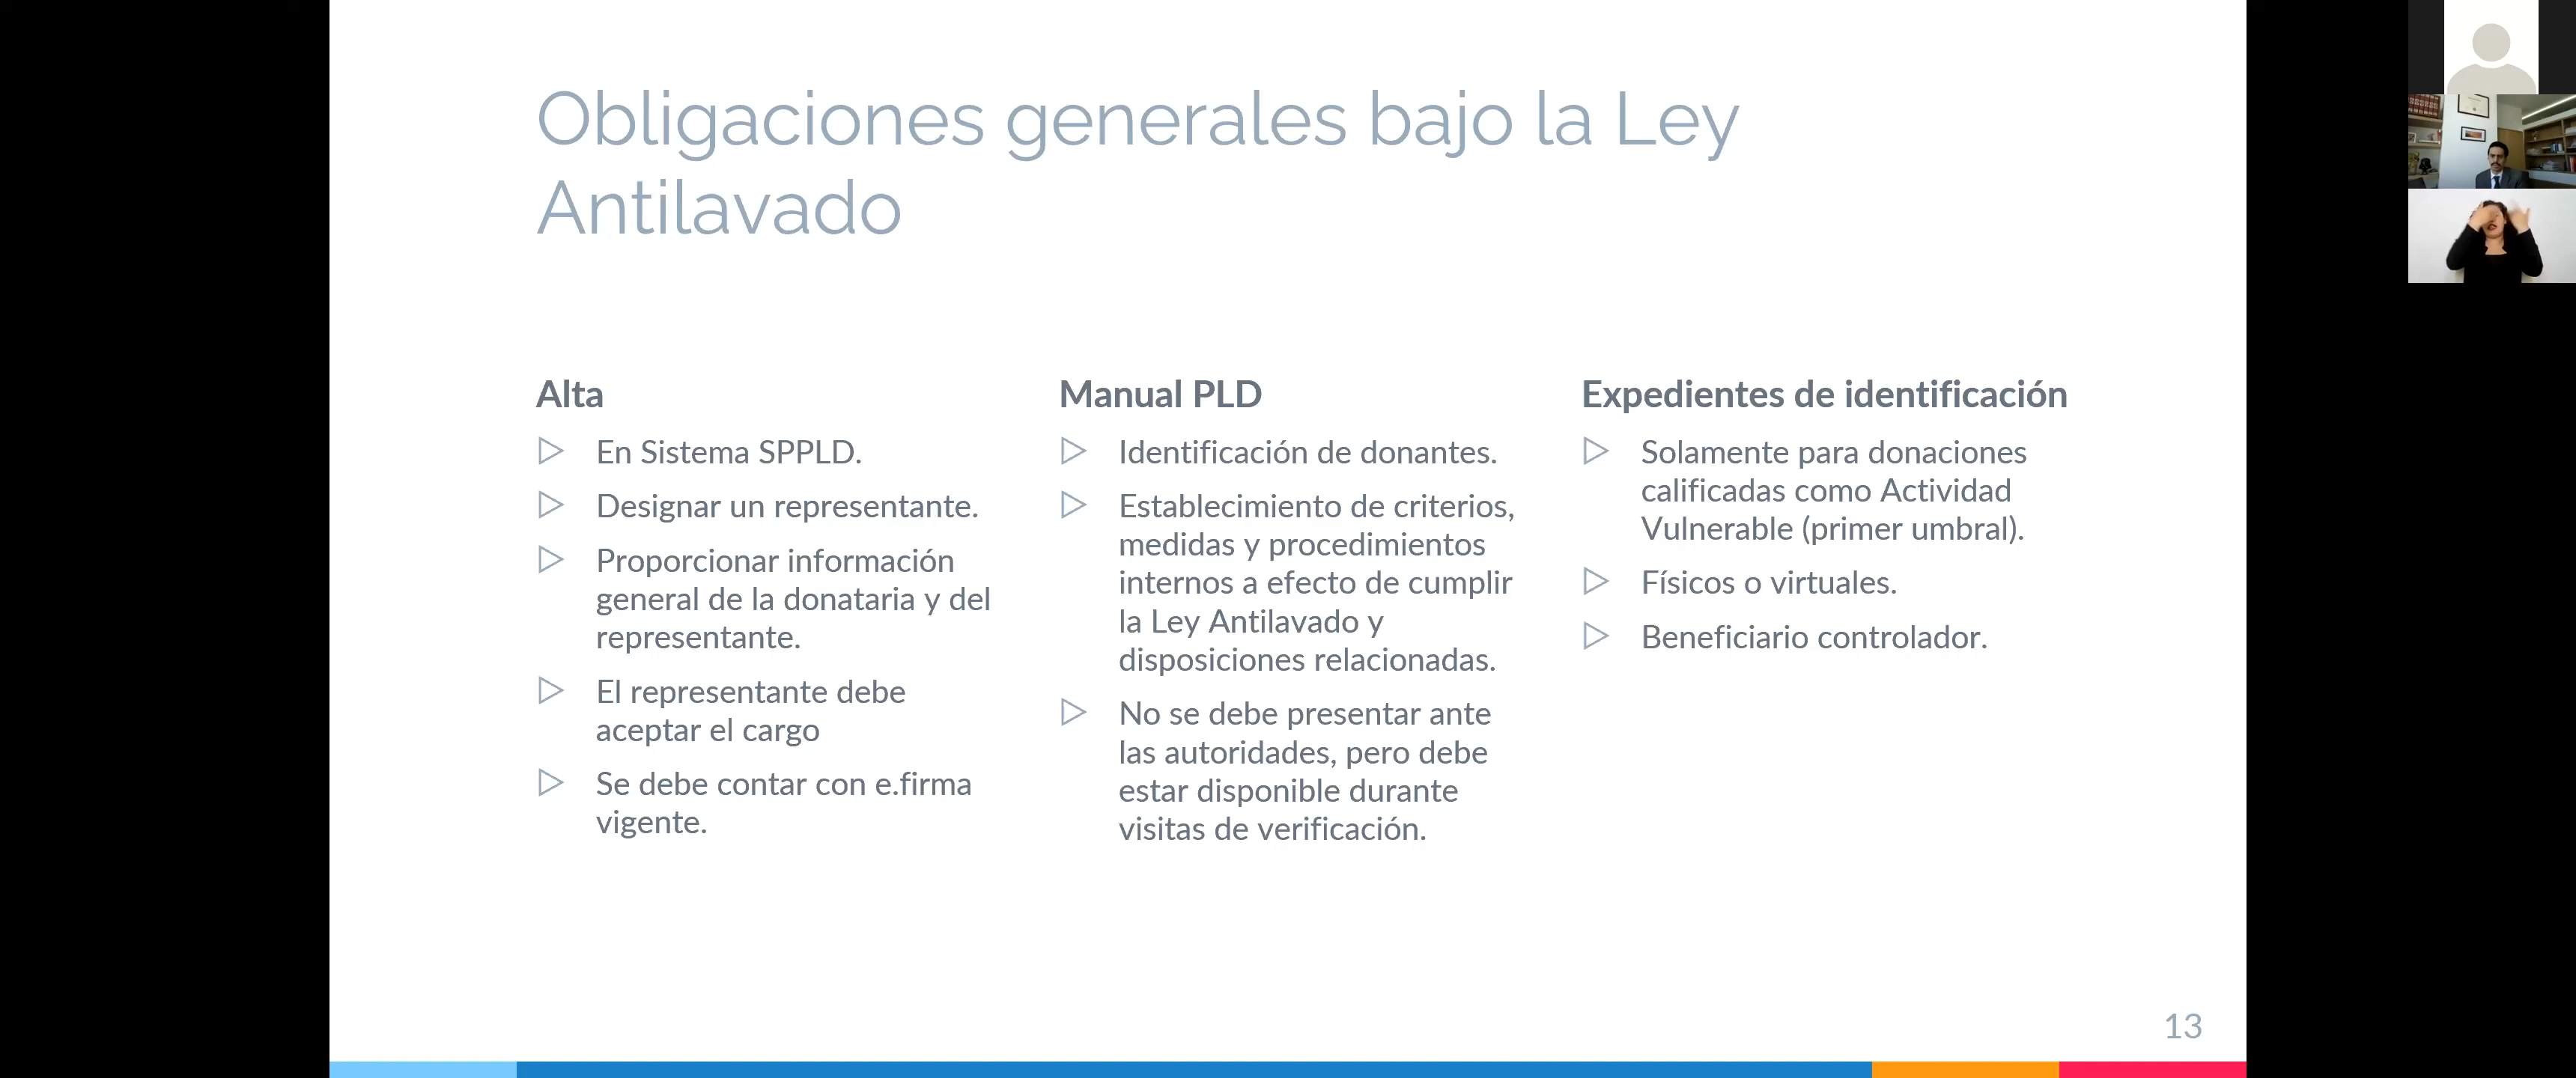 Obligaciones generales bajo la Ley
Antilavado
Alta
En Sistema SPPLD.
Designar un representante.
Proporcionar información
general de la donataria y del
representante.
El representante debe
aceptar el cargo
Se debe contar con e.firma
vigente.
Manual PLD
Identificación de donantes.
Establecimiento de criterios,
medidas y procedimientos
internos a efecto de cumplir
la Ley Antilavado y
disposiciones relacionadas.
No se debe presentar ante
las autoridades, pero debe
estar disponible durante
visitas de verificación.
Expedientes de identificación
Solamente para donaciones
calificadas como Actividad
Vulnerable (primer umbral).
Físicos o virtuales.
Beneficiario controlador.
13